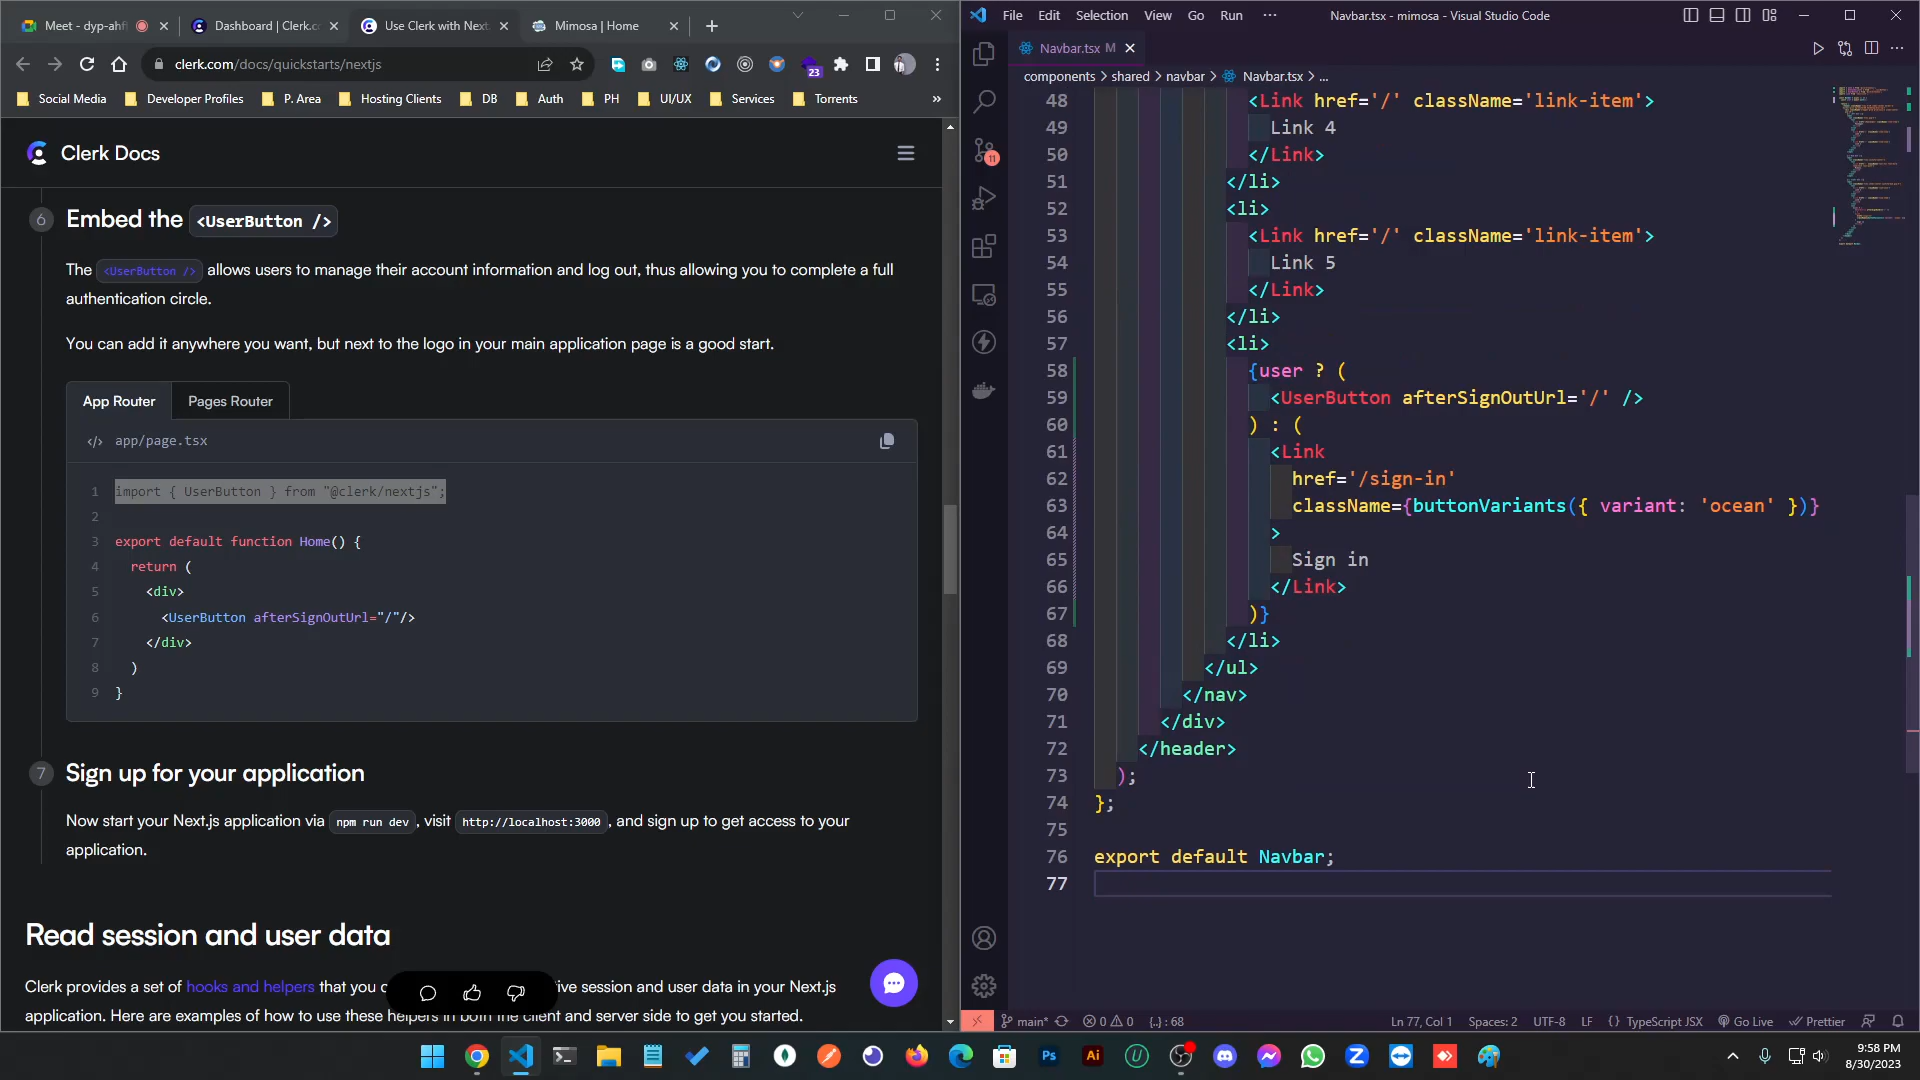 Meet - dyp-ahf
Dashboard | Clerk.c
Use Clerk with Next.
Mimosa | Home
clerk.com/docs/quickstarts/nextjs
23
Social Media
Developer Profiles
P. Area
Hosting Clients
DB
Auth
PH
UI/UX
Services
Torrents
»
Clerk Docs
6
Embed the <UserButton />
The <UserButton /> allows users to manage their account information and log out, thus allowing you to complete a full
authentication circle.
You can add it anywhere you want, but next to the logo in your main application page is a good start.
App Router
Pages Router
</> app/page.tsx
1 import { UserButton } from "@clerk/nextjs";
2
3 export default function Home() {
4 return (
5 <div>
6 <UserButton afterSignOutUrl="/"/>
7 </div>
8 )
9 }
7
Sign up for your application
Now start your Next.js application via npm run dev, visit http://localhost:3000, and sign up to get access to your
application.
Read session and user data
Clerk provides a set of hooks and helpers that you c ive session and user data in your Next.js
application. Here are examples of how to use these helpers in both the client and server side to get you started.
File Edit Selection View Go Run ···
Navbar.tsx - mimosa - Visual Studio Code
Navbar.tsx M
components > shared > navbar > Navbar.tsx > ...
11
48 <Link href='/' className='link-item'>
49 Link 4
50 </Link>
51 </li>
52 <li>
53 <Link href='/' className='link-item'>
54 Link 5
55 </Link>
56 </li>
57 <li>
58 {user ? (
59 <UserButton afterSignOutUrl='/' />
60 ) : (
61 <Link
62 href='/sign-in'
63 className={buttonVariants({ variant: 'ocean' })}
64 >
65 Sign in
66 </Link>
67 )}
68 </li>
69 </ul>
70 </nav>
71 </div>
72 </header>
73 );
74 };
75
76 export default Navbar;
77
main*
0 0
{..} : 68
Ln 77, Col 1
Spaces: 2
UTF-8
LF
{ } TypeScript JSX
Go Live
Prettier
Ps
Ai
U
Z
9:58 PM
8/30/2023